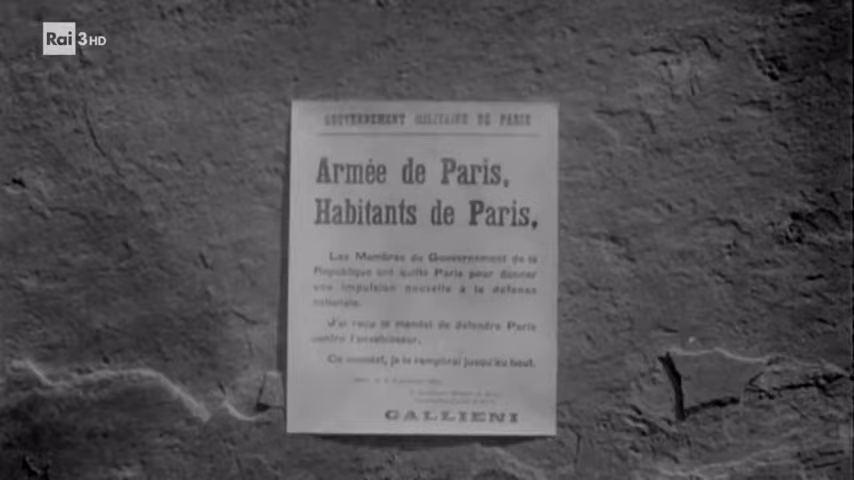 Rai 3HD
GOUVERNEMENT MILITAIRE DE PARIS
Armée de Paris,
Habitants de Paris,
Les Membres du Gouvernement de la
République ont quitté Paris pour donner
une impulsion nouvelle à la défense
nationale.
J'ai reçu le mandat de défendre Paris
contre l'envahisseur.
Ce mandat, je le remplirai jusqu'au bout.
GALLIENI